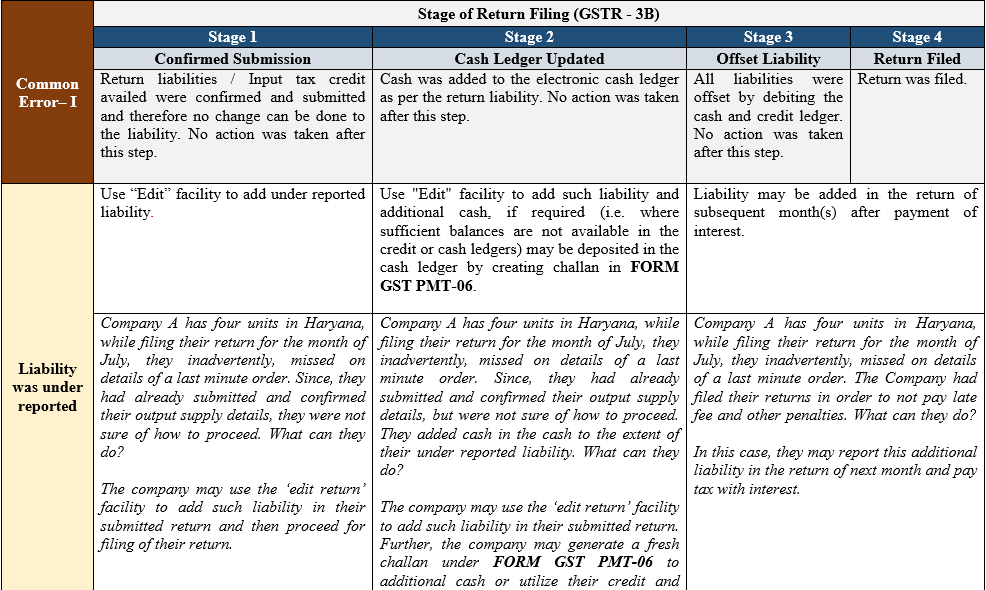 Stage of Return Filing (GSTR - 3B)
Common
Error– I
Stage 1
Stage 2
Stage 3
Stage 4
Confirmed Submission
Cash Ledger Updated
Offset Liability
Return Filed
Return liabilities / Input tax credit
availed were confirmed and submitted
and therefore no change can be done to
the liability. No action was taken after
this step.
Cash was added to the electronic cash ledger
as per the return liability. No action was taken
after this step.
All liabilities were
offset by debiting the
cash and credit ledger.
No action was taken
after this step.
Return was filed.
Liability
was under
reported
Use “Edit” facility to add under reported
liability.
Use "Edit" facility to add such liability and
additional cash, if required (i.e. where
sufficient balances are not available in the
credit or cash ledgers) may be deposited in the
cash ledger by creating challan in FORM
GST PMT-06.
Liability may be added in the return of
subsequent month(s) after payment of
interest.
Company A has four units in Haryana,
while filing their return for the month of
July, they inadvertently, missed on
details of a last minute order. Since, they
had already submitted and confirmed
their output supply details, they were not
sure of how to proceed. What can they
do?
The company may use the ‘edit return’
facility to add such liability in their
submitted return and then proceed for
filing of their return.
Company A has four units in Haryana, while
filing their return for the month of July, they
inadvertently, missed on details of a last
minute order. Since, they had already
submitted and confirmed their output supply
details, but were not sure of how to proceed.
They added cash in the cash to the extent of
their under reported liability. What can they
do?
The company may use the ‘edit return’ facility
to add such liability in their submitted return.
Further, the company may generate a fresh
challan under FORM GST PMT-06 to
additional cash or utilize their credit and
Company A has four units in Haryana,
while filing their return for the month of
July, they inadvertently, missed on details
of a last minute order. The Company had
filed their returns in order to not pay late
fee and other penalties. What can they do?
In this case, they may report this additional
liability in the return of next month and pay
tax with interest.